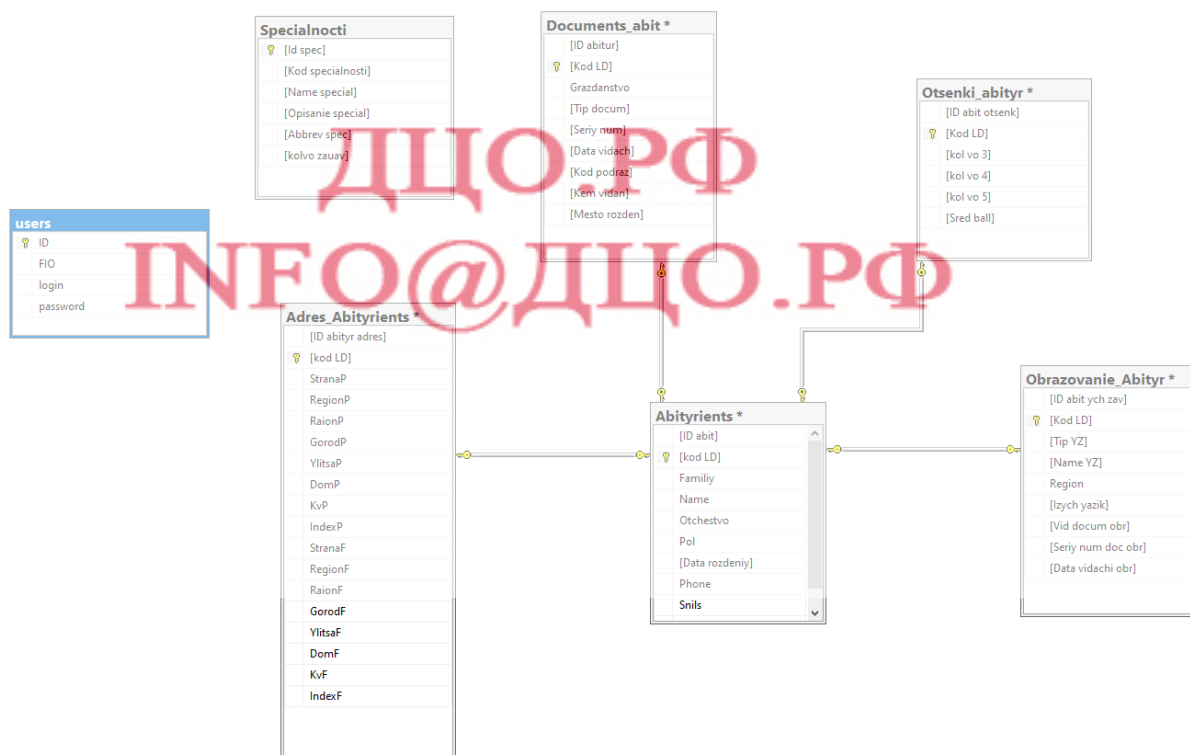 Specialnocti
[Id spec]
[Kod specialnosti]
[Name special]
[Opisanie special]
[Abbrev spec]
[kolvo zauav]
Documents_abit *
[ID abitur]
[Kod LD]
Grazdanstvo
[Tip docum]
[Seriy num]
[Data vidach]
[Kod podraz]
[Kem vidan]
[Mesto rozden]
Otsenki_abityr *
[ID abit otsenk]
[Kod LD]
[kol vo 3]
[kol vo 4]
[kol vo 5]
[Sred ball]
ДЦО.РФ
INFO@ДЦО.РФ
users
ID
FIO
login
password
Adres_Abityrients *
[ID abityr adres]
[kod LD]
StranaP
RegionP
RaionP
GorodP
YlitsaP
DomP
KvP
IndexP
StranaF
RegionF
RaionF
GorodF
YlitsaF
DomF
KvF
IndexF
Abityrients *
[ID abit]
[kod LD]
Familiy
Name
Otchestvo
Pol
[Data rozdeniy]
Phone
Snils
Obrazovanie_Abityr *
[ID abit ych zav]
[Kod LD]
[Tip YZ]
[Name YZ]
Region
[Izych yazik]
[Vid docum obr]
[Seriy num doc obr]
[Data vidachi obr]